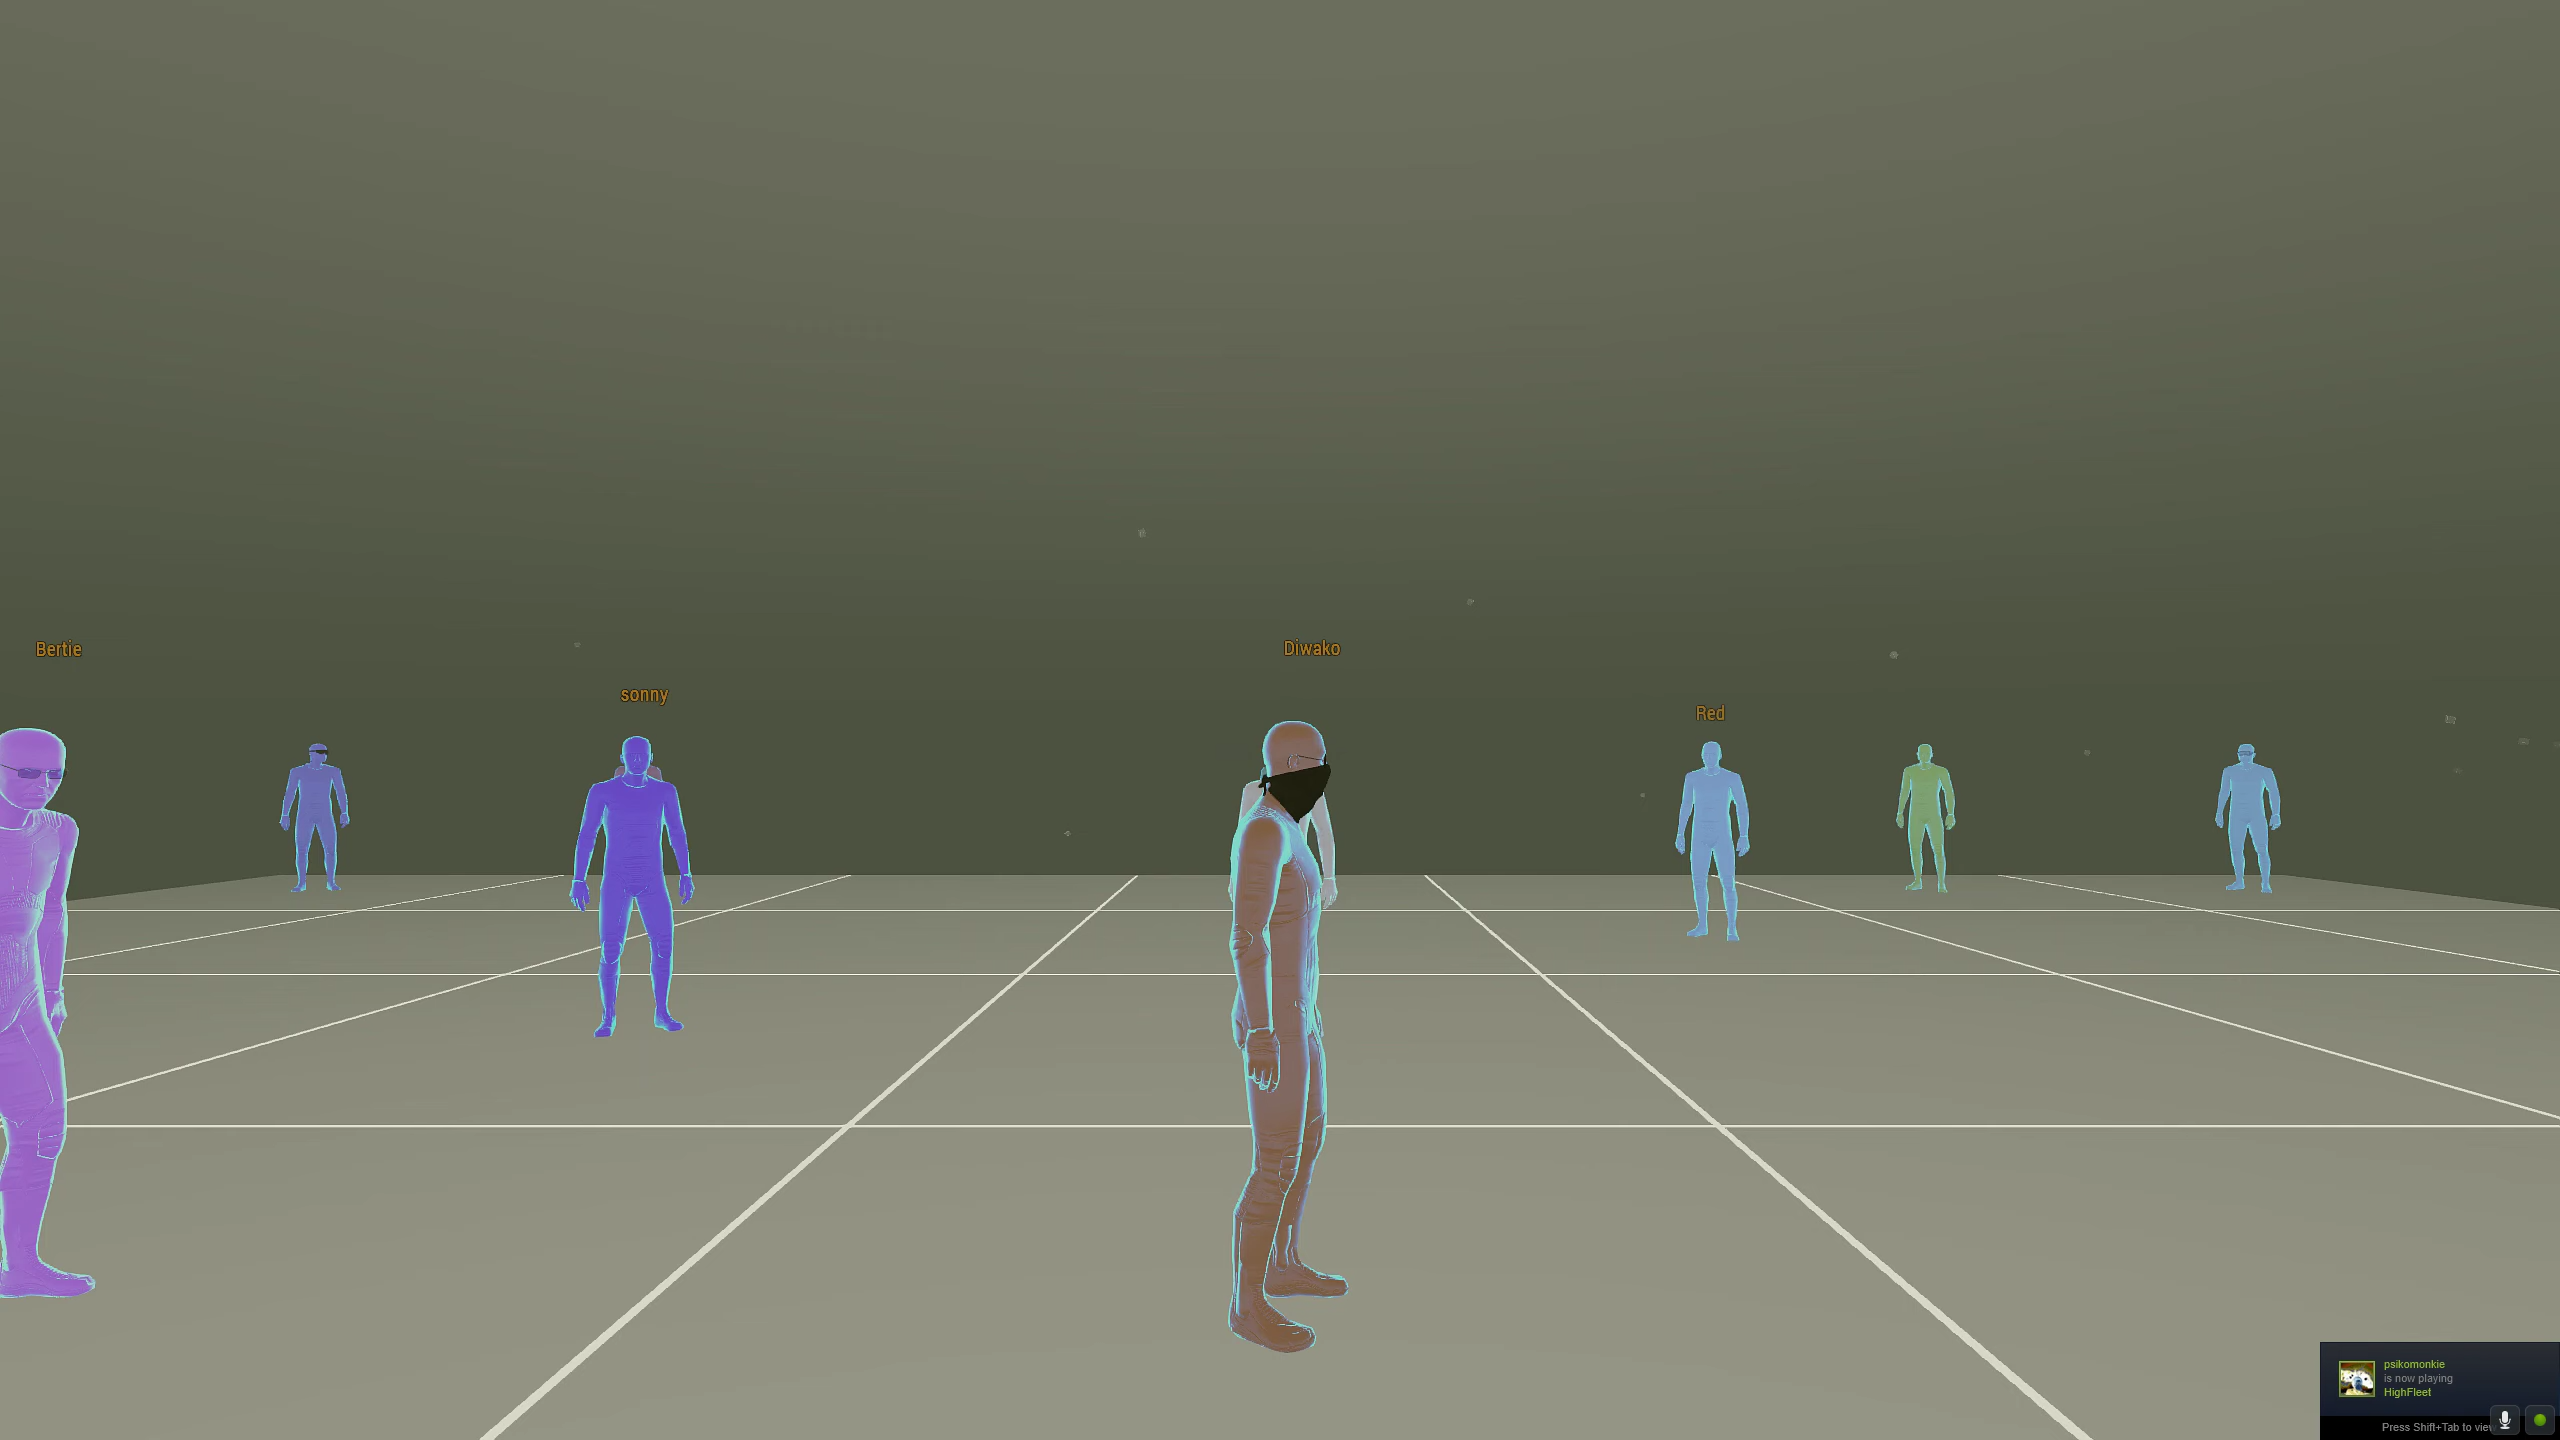 Bertie
Diwako
sonny
Red
psikomonkie
is now playing
HighFleet
Press Shift+Tab to view